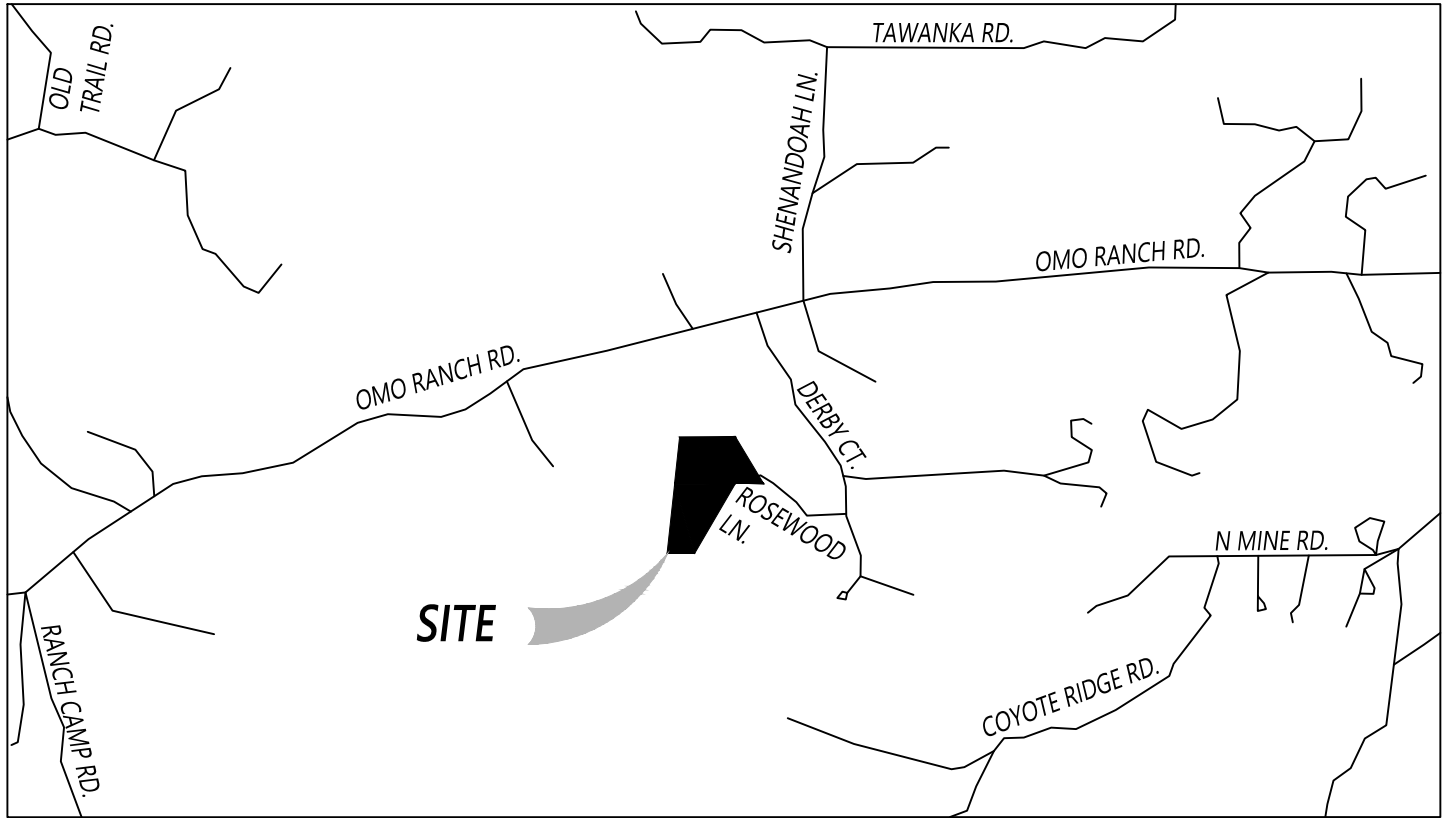 TAWANKA RD.
OLD
TRAIL RD.
SHENANDOAH LN.
OMO RANCH RD.
OMO RANCH RD.
DERBY CT.
ROSEWOOD
LN.
N MINE RD.
SITE
RANCH CAMP RD.
COYOTE RIDGE RD.